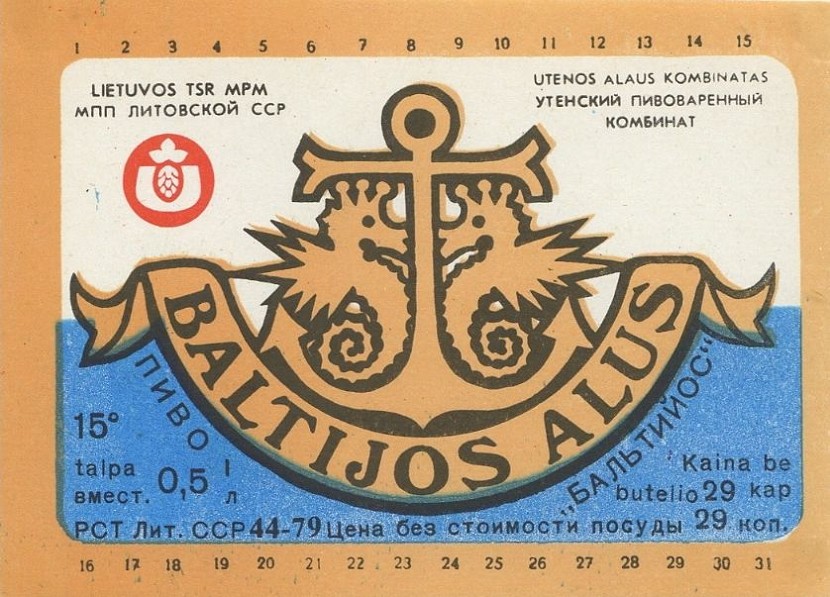 1 2 3 4 5 6 7 8 9 10 11 12 13 14 15
LIETUVOS TSR MPM
МПП ЛИТОВСКОЙ ССР
UTENOS ALAUS KOMBINATAS
УТЕНСКИЙ ПИВОВАРЕННЫЙ
КОМБИНАТ
BALTIJOS ALUS
ПИВО „БАЛЬТИЙОС“
15°
talpa 0,5 l
вмест. л
Kaina be
butelio 29 kap
РСТ Лит. ССР 44-79 Цена без стоимости посуды 29 коп.
16 17 18 19 20 21 22 23 24 25 26 27 28 29 30 31